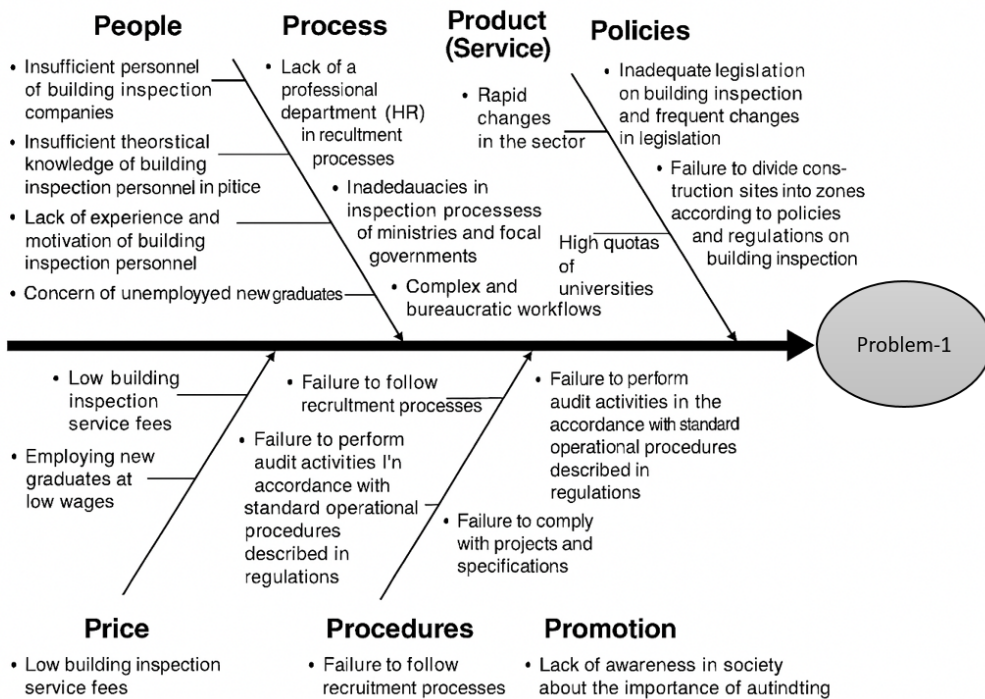 People
• Insufficient personnel
of building inspection
companies
• Insufficient theorstical
knowledge of building
inspection personnel in pitice
• Lack of experience and
motivation of building
inspection personnel
• Concern of unemployyed new graduates
Process
• Lack of a
professional
department (HR)
in recultment
processes
• Inadedauacies in
inspection processess
of ministries and focal
governments
• Complex and
bureaucratic workflows
Product
(Service)
• Rapid
changes
in the sector
High quotas
of
universities
Policies
• Inadequate legislation
on building inspection
and frequent changes
in legislation
• Failure to divide cons-
truction sites into zones
according to policies
and regulations on
building inspection
Problem-1
• Low building
inspection
service fees
• Employing new
graduates at
low wages
• Failure to follow
recruitment processes
• Failure to perform
audit activities I'n
accordance with
standard operational
procedures
described in
regulations
• Failure to perform
audit activities in the
accordance with standard
operational procedures
described in
regulations
• Failure to comply
with projects and
specifications
Price
• Low building inspection
service fees
Procedures
• Failure to follow
recruitment processes
Promotion
• Lack of awareness in society
about the importance of autindting